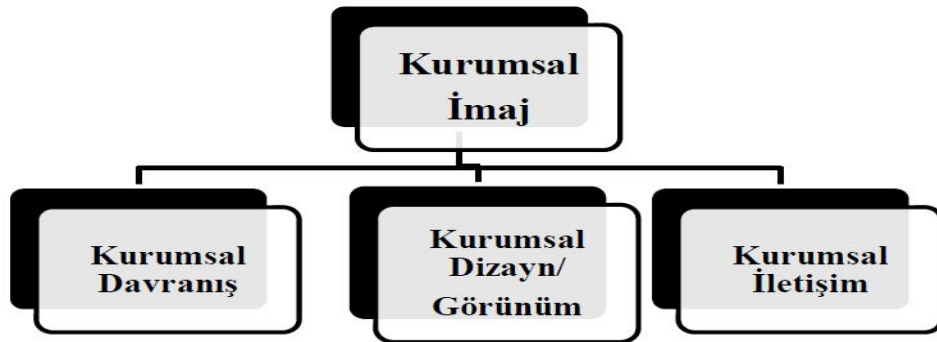 Kurumsal
İmaj
Kurumsal
Davranış
Kurumsal
Dizayn/
Görünüm
Kurumsal
İletişim